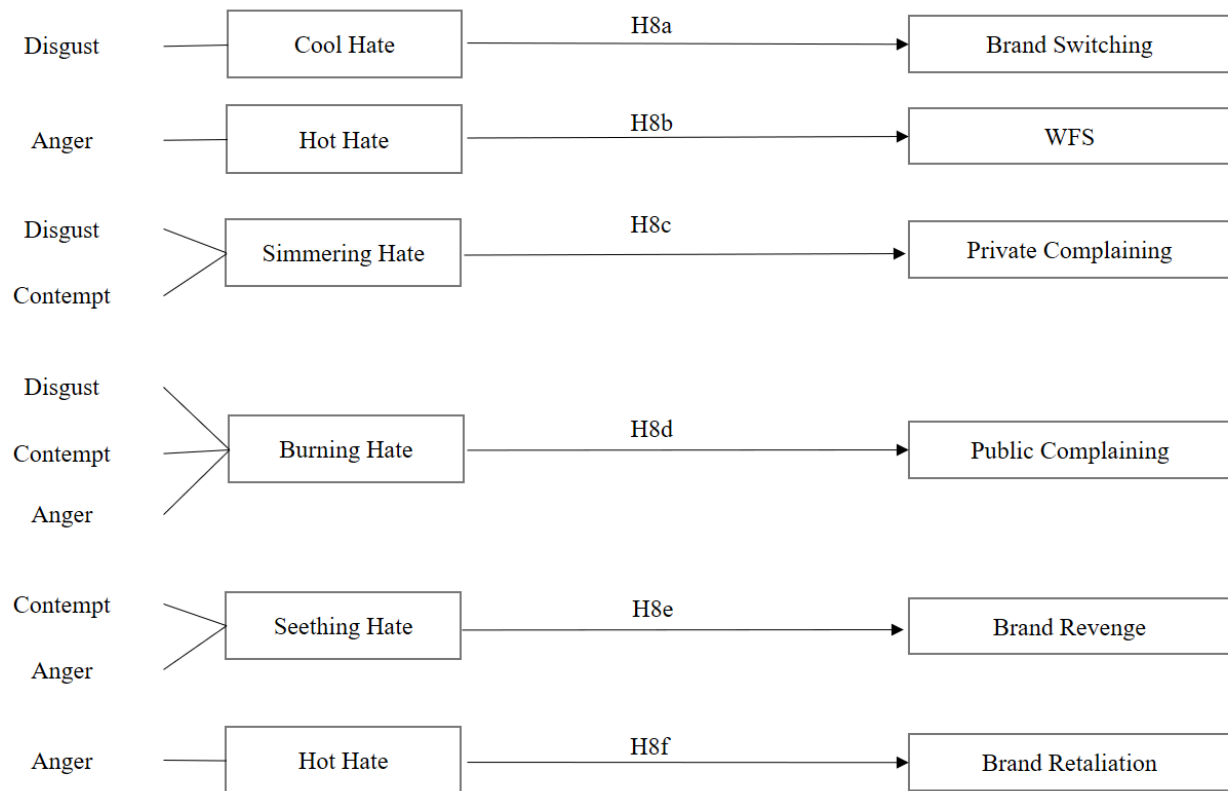 Disgust
Cool Hate
H8a
Brand Switching
Anger
Hot Hate
H8b
WFS
Disgust
Contempt
Simmering Hate
H8c
Private Complaining
Disgust
Contempt
Anger
Burning Hate
H8d
Public Complaining
Contempt
Anger
Seething Hate
H8e
Brand Revenge
Anger
Hot Hate
H8f
Brand Retaliation